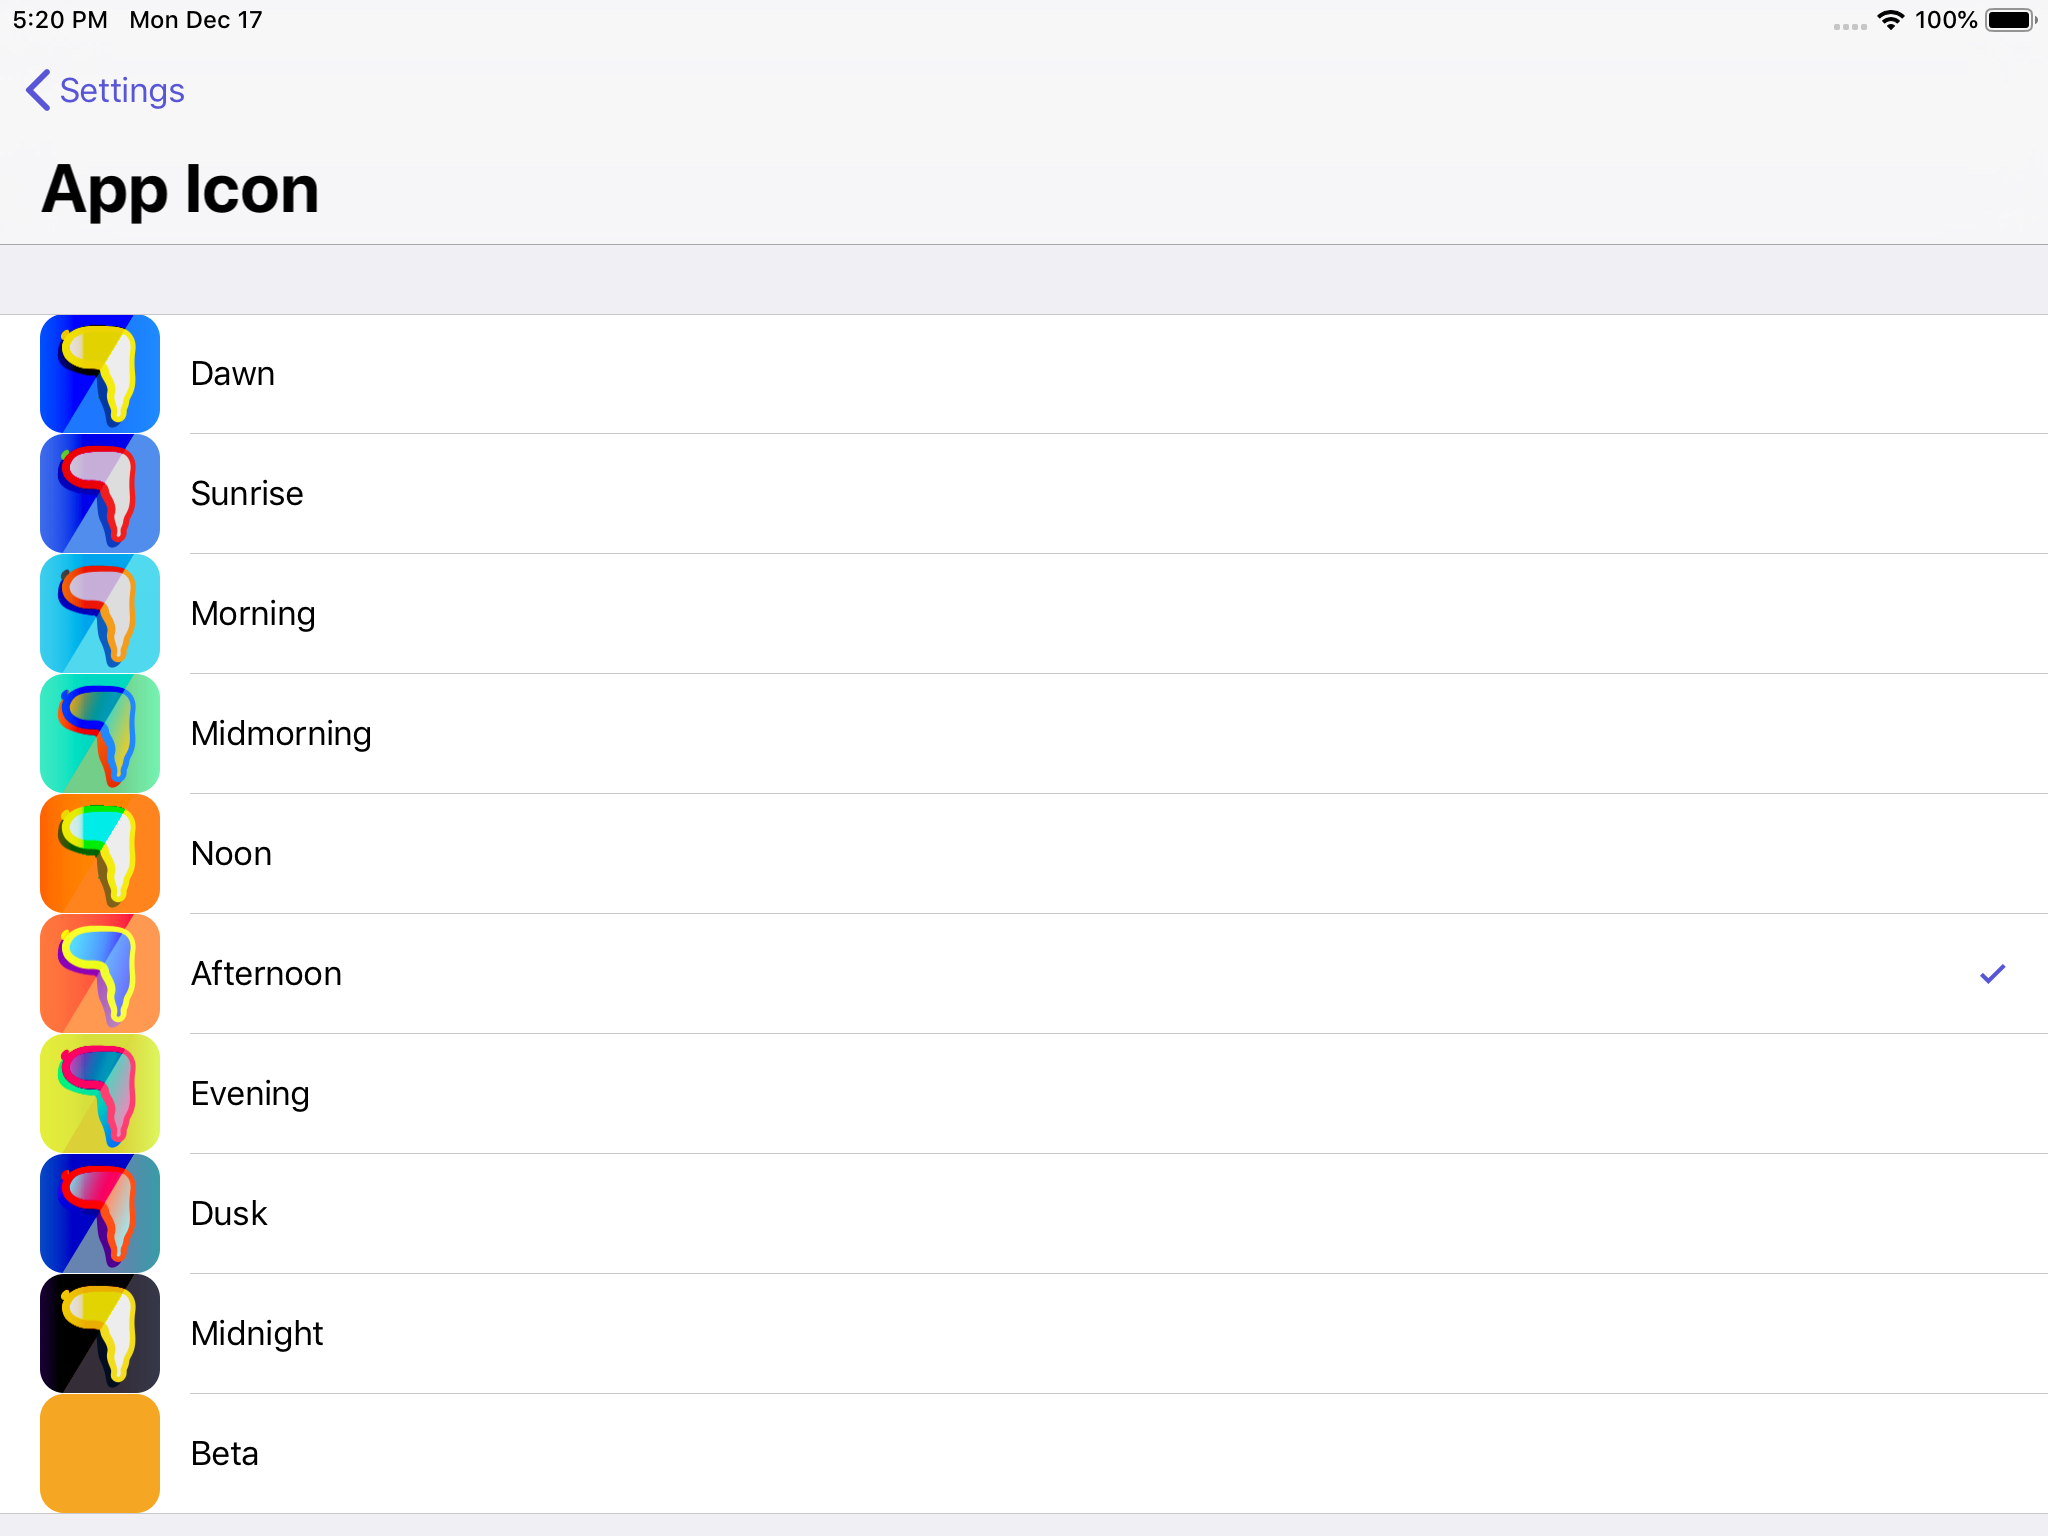 5:20 PM Mon Dec 17 100%
Settings
App Icon
Dawn
Sunrise
Morning
Midmorning
Noon
Afternoon
Evening
Dusk
Midnight
Beta